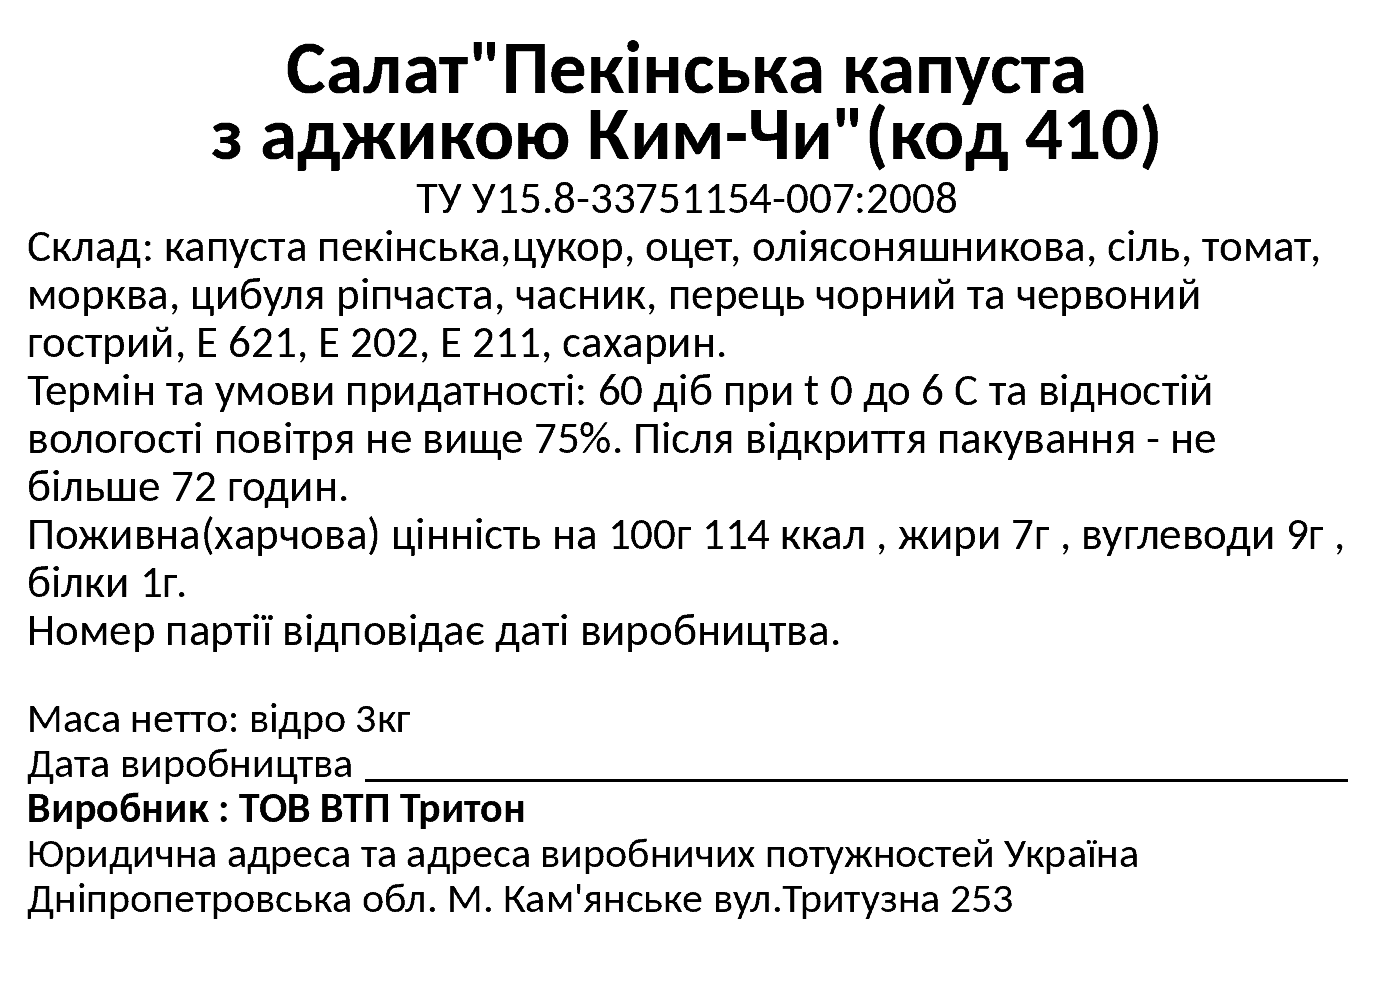 Салат"Пекінська капуста
з аджикою Ким-Чи"(код 410)
ТУ У15.8-33751154-007:2008
Склад: капуста пекінська,цукор, оцет, оліясоняшникова, сіль, томат,
морква, цибуля ріпчаста, часник, перець чорний та червоний
гострий, Е 621, Е 202, Е 211, сахарин.
Термін та умови придатності: 60 діб при t 0 до 6 С та відностій
вологості повітря не вище 75%. Після відкриття пакування - не
більше 72 годин.
Поживна(харчова) цінність на 100г 114 ккал , жири 7г , вуглеводи 9г ,
білки 1г.
Номер партії відповідає даті виробництва.
Маса нетто: відро 3кг
Дата виробництва ______________________________
Виробник : ТОВ ВТП Тритон
Юридична адреса та адреса виробничих потужностей Україна
Дніпропетровська обл. М. Кам'янське вул.Тритузна 253